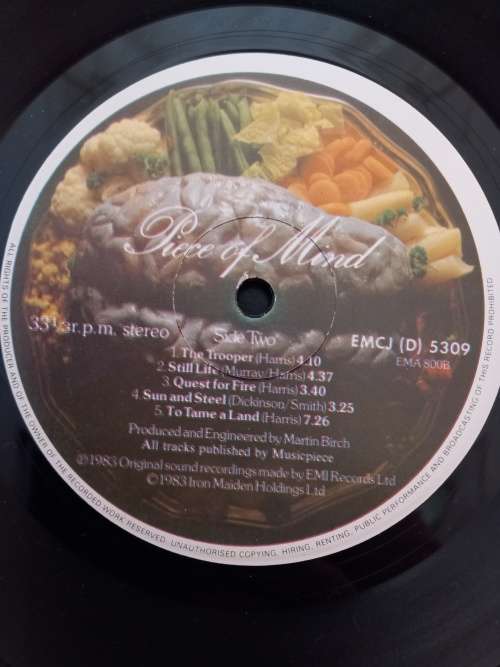 Piece of Mind
33⅓ r.p.m. stereo
Side Two
EMCJ (D) 5309
EMA 800B
1. The Trooper (Harris) 4.10
2. Still Life (Murray/Harris) 4.37
3. Quest for Fire (Harris) 3.40
4. Sun and Steel (Dickinson/Smith) 3.25
5. To Tame a Land (Harris) 7.26
Produced and Engineered by Martin Birch
All tracks published by Musicpiece
℗1983 Original sound recordings made by EMI Records Ltd
©1983 Iron Maiden Holdings Ltd
ALL RIGHTS OF THE PRODUCER AND OF THE OWNER OF THE RECORDED WORK RESERVED. UNAUTHORISED COPYING, HIRING, RENTING, PUBLIC PERFORMANCE AND BROADCASTING OF THIS RECORD PROHIBITED